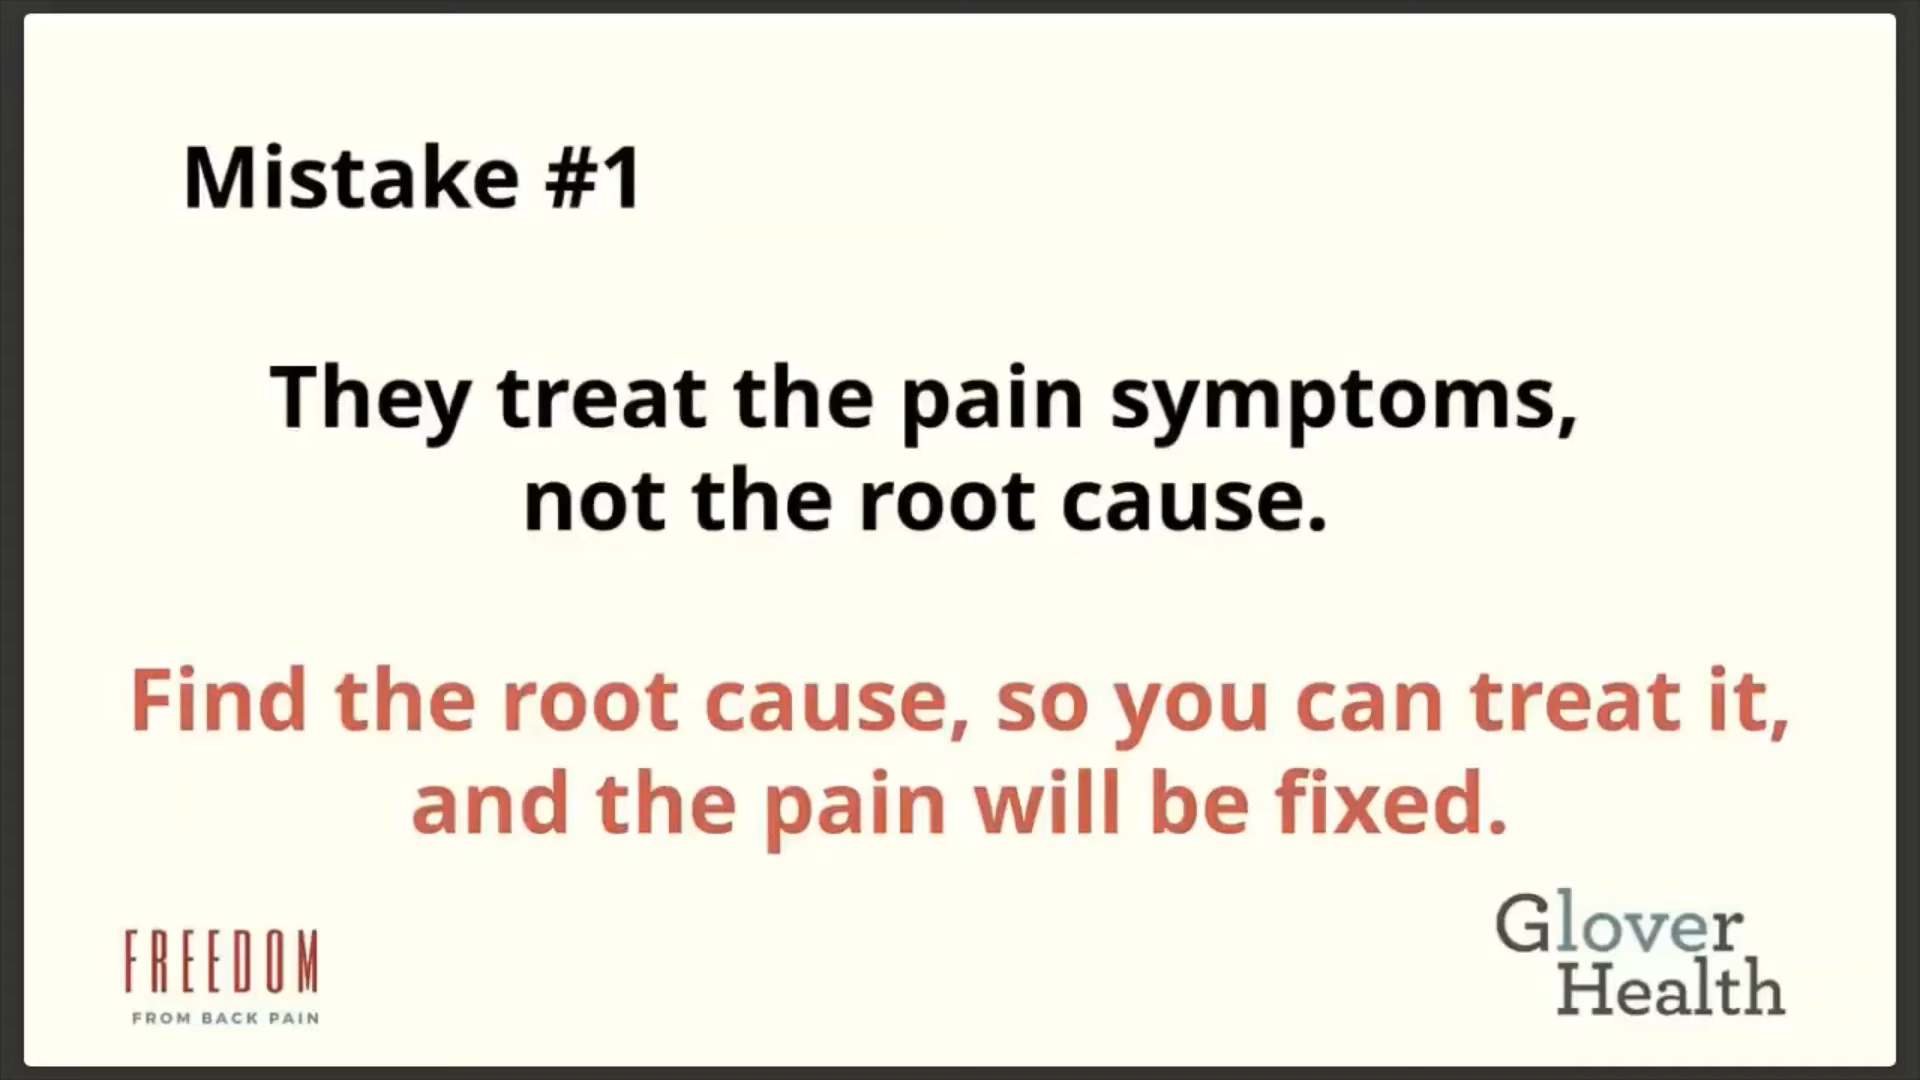 Mistake #1
They treat the pain symptoms,
not the root cause.
Find the root cause, so you can treat it,
and the pain will be fixed.
FREEDOM
FROM BACK PAIN
Glover
Health